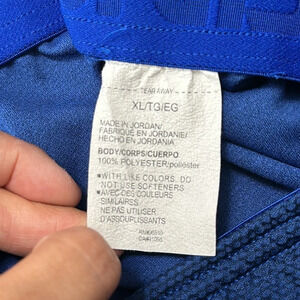 TEAR AWAY
XL/TG/EG
MADE IN JORDAN/
FABRIQUÉ EN JORDANIE/
HECHO EN JORDANIA
BODY/CORPS/CUERPO:
100% POLYESTER/poliéster
●WITH LIKE COLORS. DO
NOT USE SOFTENERS
●AVEC DES COULEURS
SIMILAIRES.
NE PAS UTILISER
D'ASSOUPLISSANTS